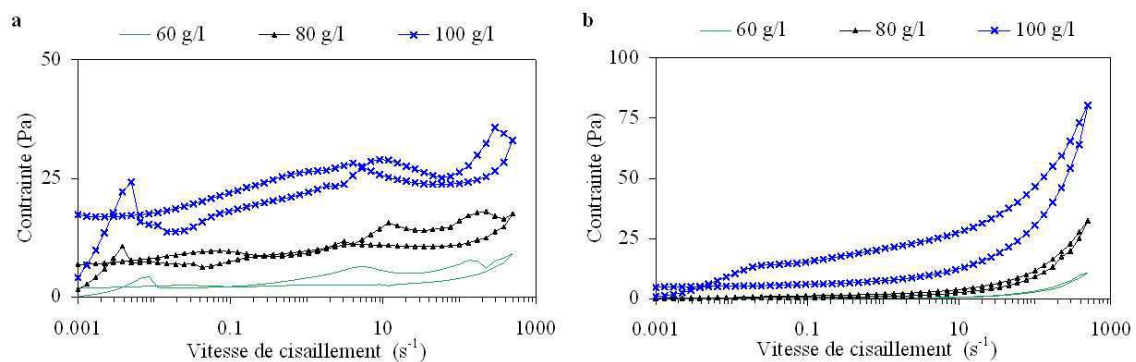 a
60 g/l 80 g/l 100 g/l
50
25
0
Contrainte (Pa)
0.001 0.1 10 1000
Vitesse de cisaillement (s⁻¹)
b
60 g/l 80 g/l 100 g/l
100
75
50
25
0
Contrainte (Pa)
0.001 0.1 10 1000
Vitesse de cisaillement (s⁻¹)